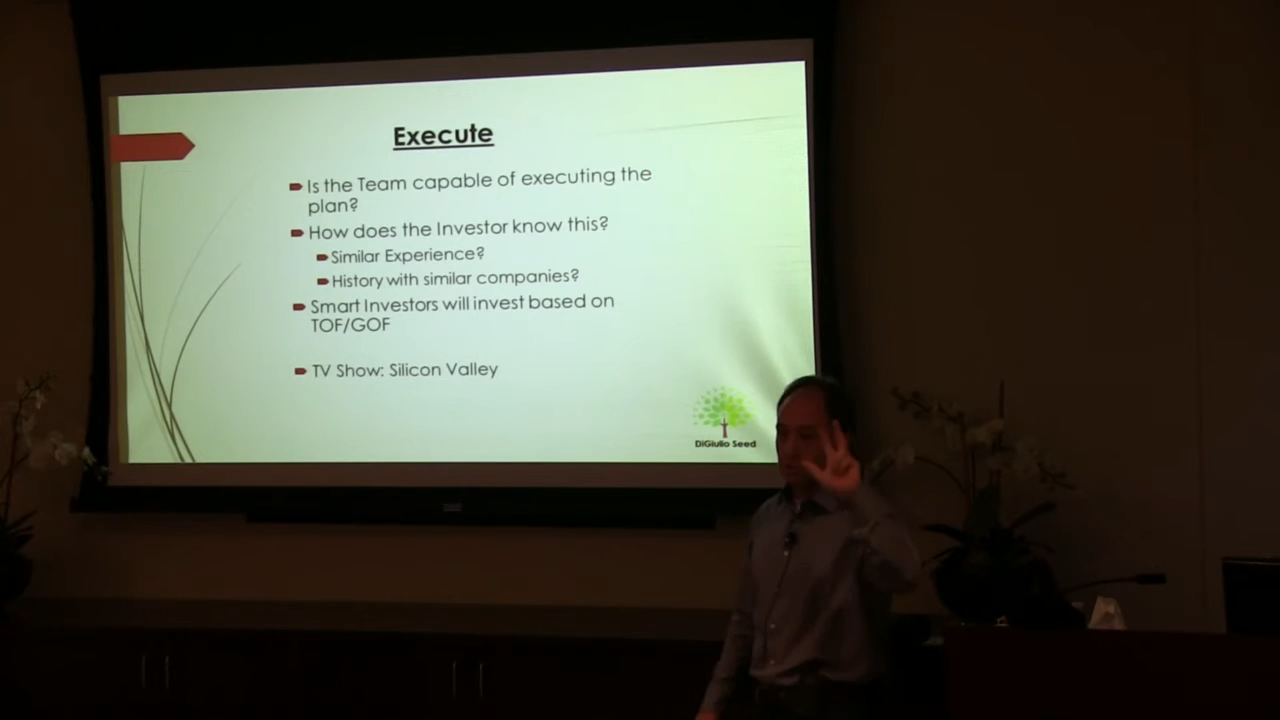 Execute
Is the Team capable of executing the
plan?
How does the Investor know this?
Similar Experience?
History with similar companies?
Smart Investors will invest based on
TOF/GOF
TV Show: Silicon Valley
DiGiulio Seed